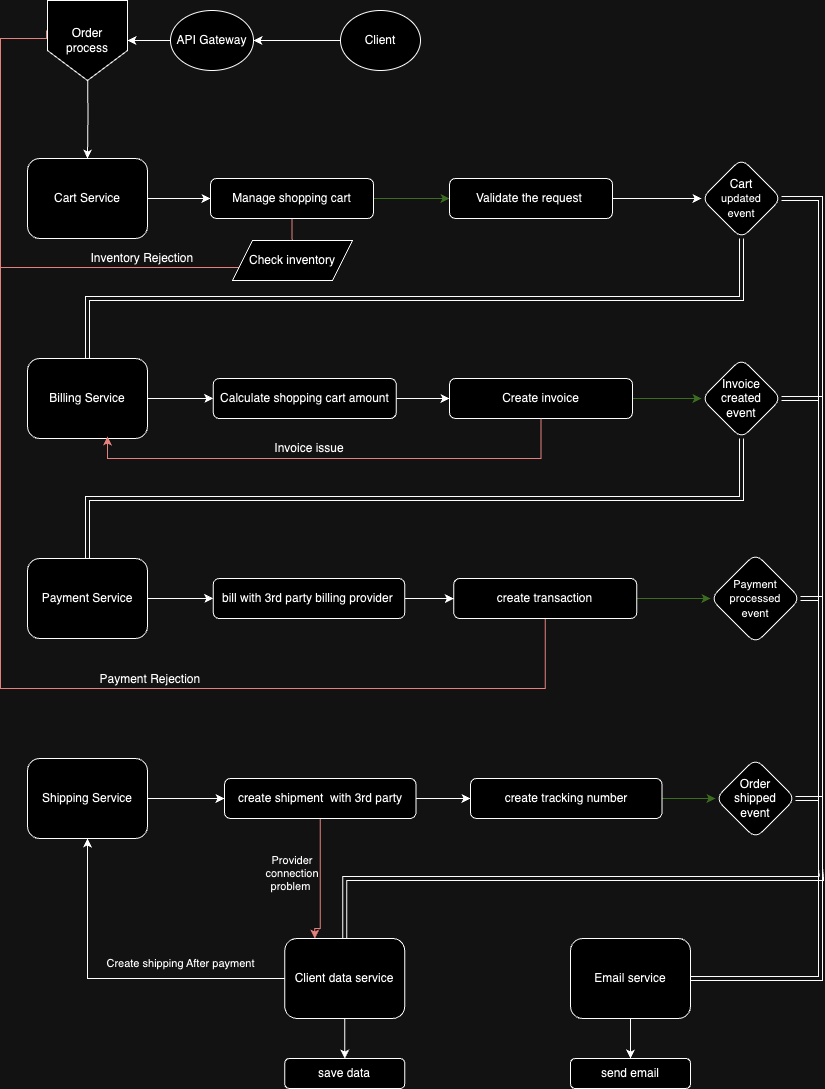 Order
process
API Gateway
Client
Cart Service
Manage shopping cart
Validate the request
Cart
updated
event
Inventory Rejection
Check inventory
Billing Service
Calculate shopping cart amount
Create invoice
Invoice
created
event
Invoice issue
Payment Service
bill with 3rd party billing provider
create transaction
Payment
processed
event
Payment Rejection
Shipping Service
create shipment  with 3rd party
create tracking number
Order
shipped
event
Provider
connection
problem
Create shipping After payment
Client data service
Email service
save data
send email